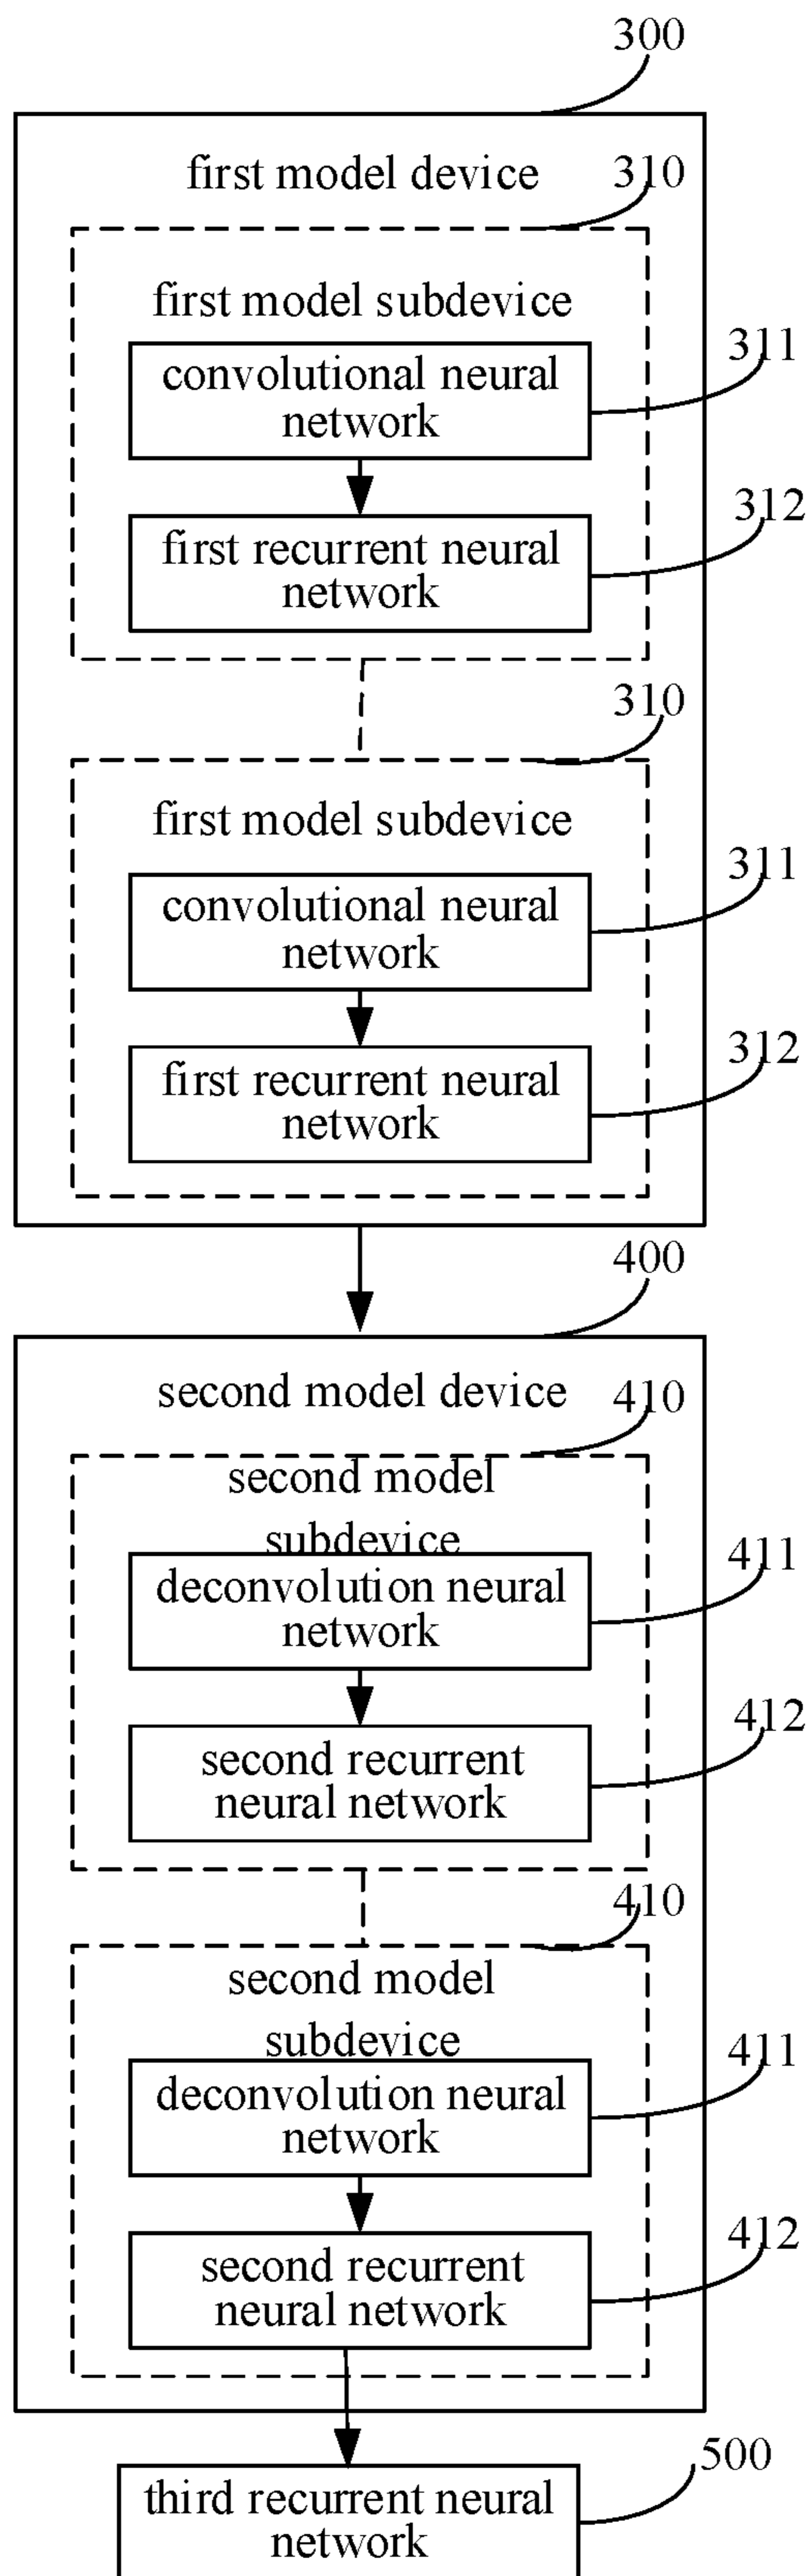 300
first model device
310
first model subdevice
convolutional neural
network
311
first recurrent neural
network
312
310
first model subdevice
convolutional neural
network
311
first recurrent neural
network
312
400
second model device
410
second model
subdevice
deconvolution neural
network
411
second recurrent
neural network
412
410
second model
subdevice
deconvolution neural
network
411
second recurrent
neural network
412
third recurrent neural
network
500